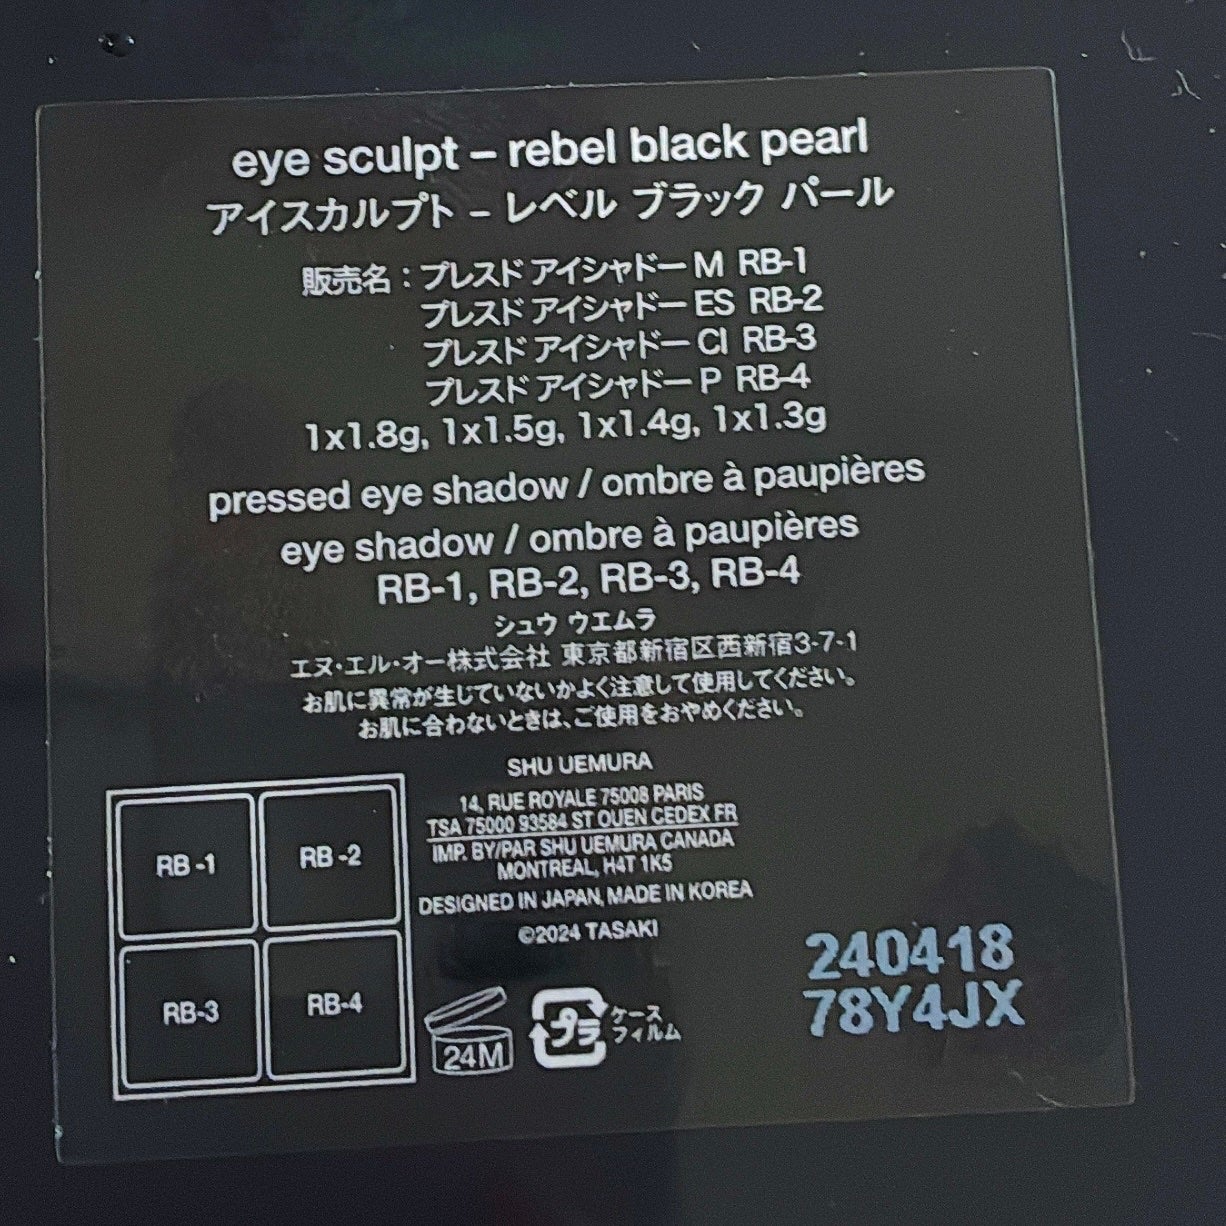 eye sculpt – rebel black pearl
アイスカルプト – レベル ブラック パール
販売名：プレスド アイシャドー M RB-1
プレスド アイシャドー ES RB-2
プレスド アイシャドー CI RB-3
プレスド アイシャドー P RB-4
1x1.8g, 1x1.5g, 1x1.4g, 1x1.3g
pressed eye shadow / ombre à paupières
eye shadow / ombre à paupières
RB-1, RB-2, RB-3, RB-4
シュウ ウエムラ
エヌ・エル・オー株式会社 東京都新宿区西新宿3-7-1
お肌に異常が生じていないかよく注意して使用してください。
お肌に合わないときは、ご使用をおやめください。
SHU UEMURA
14, RUE ROYALE 75008 PARIS
TSA 75000 93584 ST OUEN CEDEX FR
IMP. BY/PAR SHU UEMURA CANADA
MONTREAL, H4T 1K5
DESIGNED IN JAPAN, MADE IN KOREA
©2024 TASAKI
RB -1
RB -2
RB-3
RB-4
24M
プラ
ケース
フィルム
240418
78Y4JX